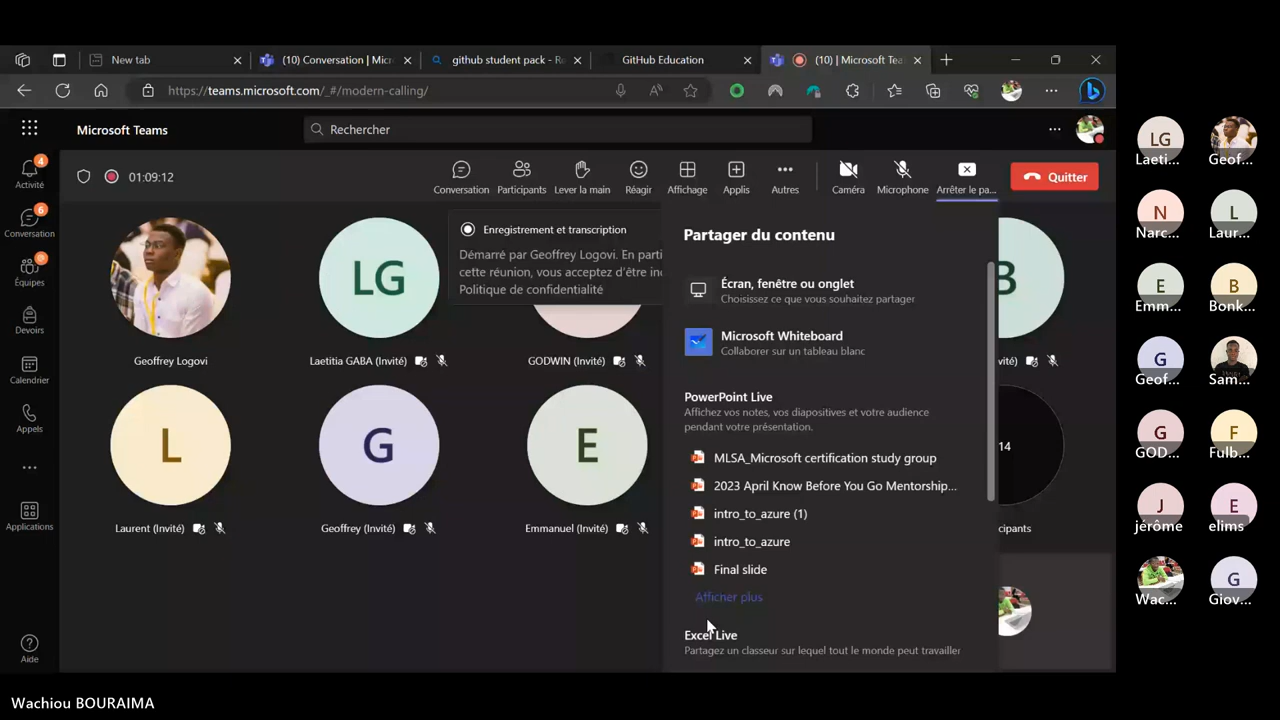 New tab
(10) Conversation | Micr
github student pack - Re
GitHub Education
(10) | Microsoft Tea
https://teams.microsoft.com/_#/modern-calling/
Microsoft Teams
Rechercher
4
Activité
6
Conversation
Équipes
Devoirs
Calendrier
Appels
Applications
Aide
01:09:12
Conversation
Participants
Lever la main
Réagir
Affichage
Applis
Autres
Caméra
Microphone
Arrêter le pa...
Quitter
Enregistrement et transcription
Démarré par Geoffrey Logovi. En parti
cette réunion, vous acceptez d'être in
Politique de confidentialité
Geoffrey Logovi
LG
Laetitia GABA (Invité)
GODWIN (Invité)
B
vité)
L
Laurent (Invité)
G
Geoffrey (Invité)
E
Emmanuel (Invité)
14
cipants
Partager du contenu
Écran, fenêtre ou onglet
Choisissez ce que vous souhaitez partager
Microsoft Whiteboard
Collaborer sur un tableau blanc
PowerPoint Live
Affichez vos notes, vos diapositives et votre audience
pendant votre présentation.
MLSA_Microsoft certification study group
2023 April Know Before You Go Mentorship...
intro_to_azure (1)
intro_to_azure
Final slide
Afficher plus
Excel Live
Partagez un classeur sur lequel tout le monde peut travailler
LG
Laeti...
Geof...
N
Narc...
L
Laur...
E
Emm...
B
Bonk...
G
Geof...
Sam...
G
GOD...
F
Fulb...
J
jérôme
E
elims
Wac...
G
Giov...
Wachiou BOURAIMA